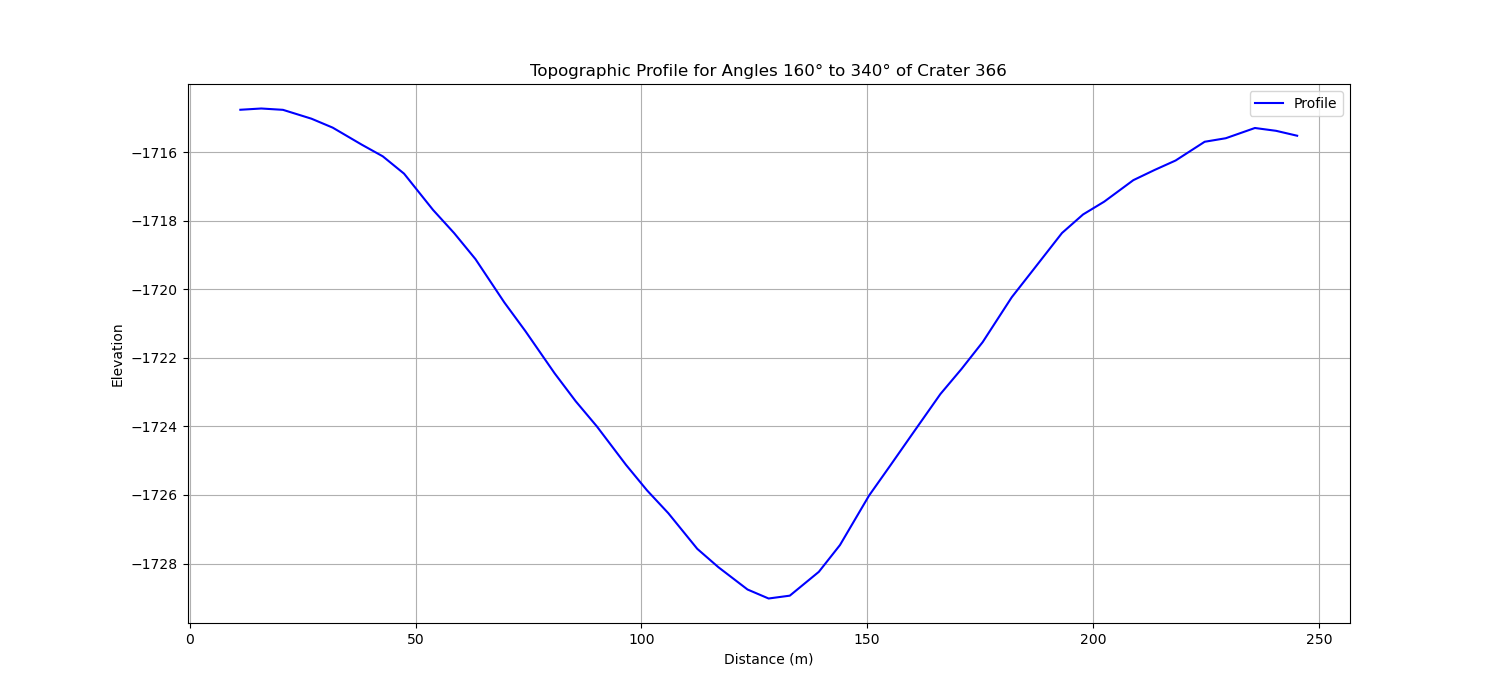 Topographic Profile for Angles 160° to 340° of Crater 366
Profile
−1716
−1718
−1720
−1722
−1724
−1726
−1728
Elevation
0 50 100 150 200 250
Distance (m)